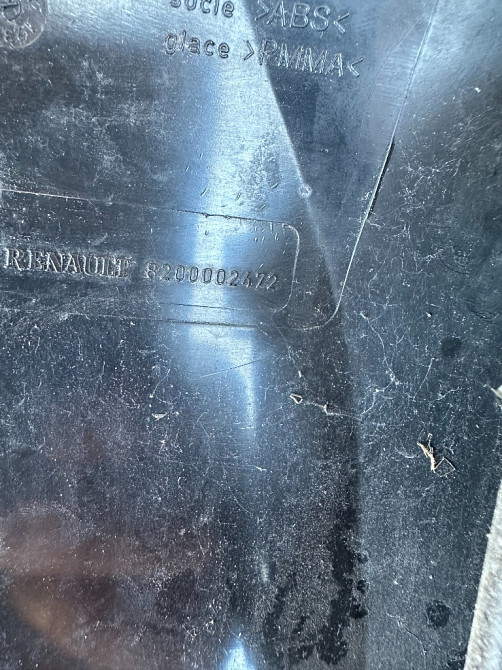 socle >ABS<
glace >PMMA<
RENAULT 8200002472